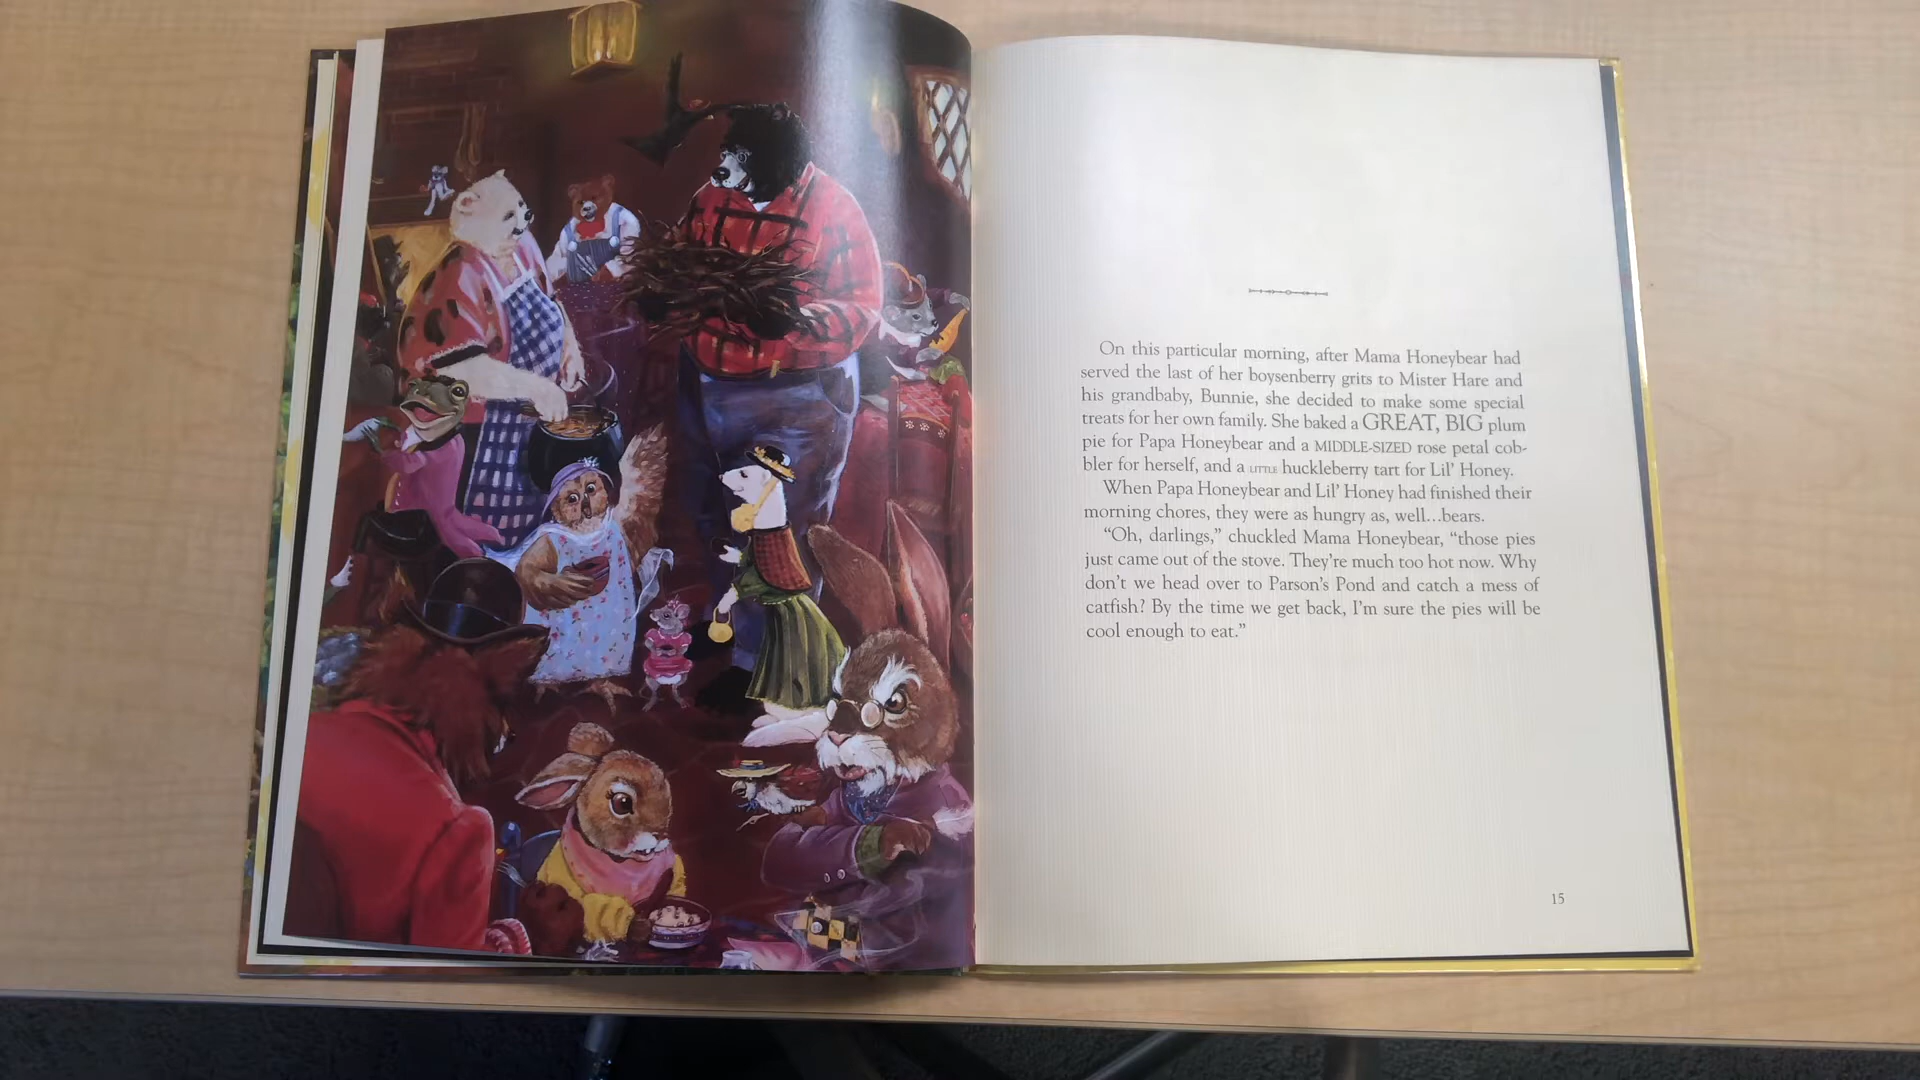 On this particular morning, after Mama Honeybear had
served the last of her boysenberry grits to Mister Hare and
his grandbaby, Bunnie, she decided to make some special
treats for her own family. She baked a GREAT, BIG plum
pie for Papa Honeybear and a MIDDLE-SIZED rose petal cob-
bler for herself, and a LITTLE huckleberry tart for Lil’ Honey.
When Papa Honeybear and Lil’ Honey had finished their
morning chores, they were as hungry as, well...bears.
“Oh, darlings,” chuckled Mama Honeybear, “those pies
just came out of the stove. They’re much too hot now. Why
don’t we head over to Parson’s Pond and catch a mess of
catfish? By the time we get back, I’m sure the pies will be
cool enough to eat.”
15